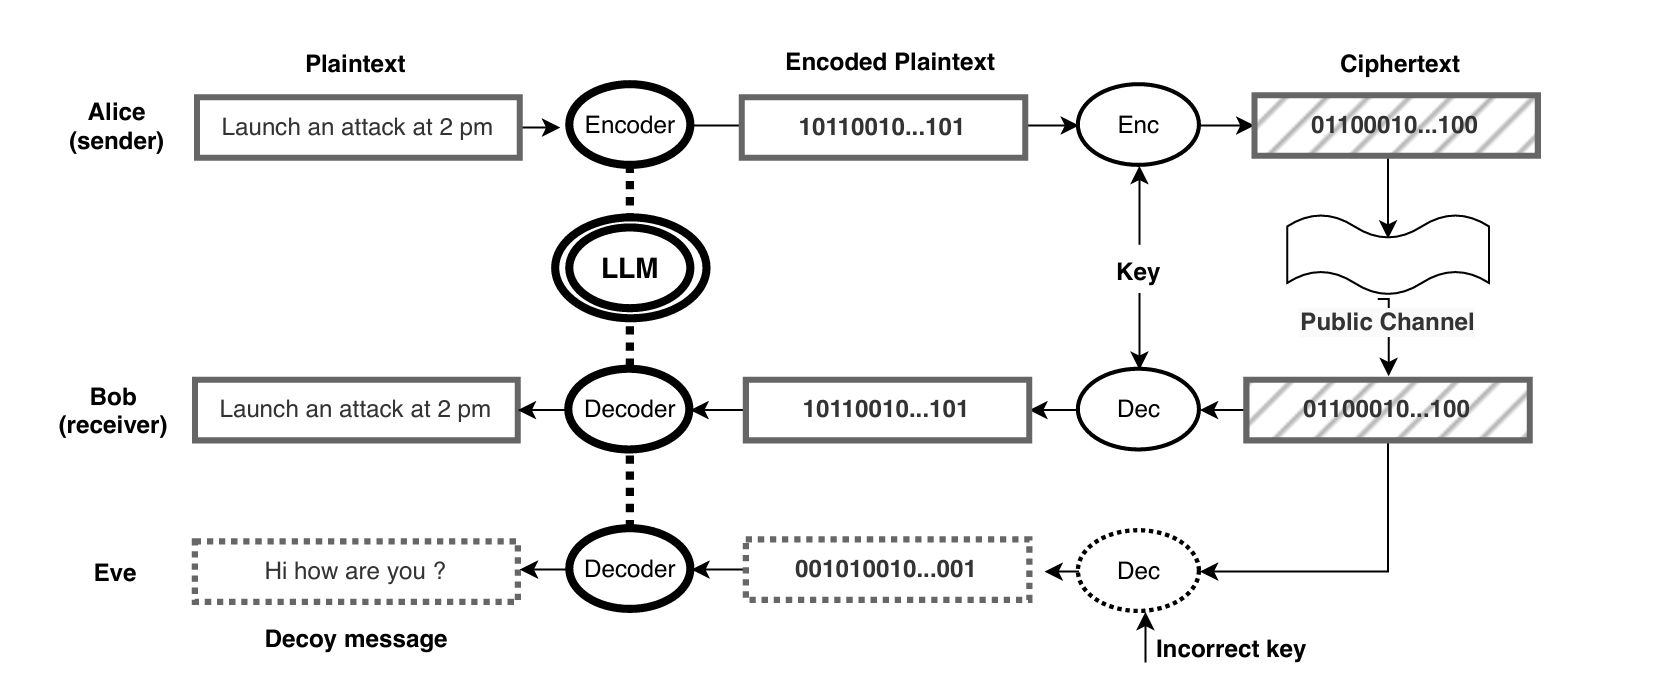 Plaintext
Encoded Plaintext
Ciphertext
Alice
(sender)
Launch an attack at 2 pm
Encoder
10110010...101
Enc
01100010...100
LLM
Key
Public Channel
Bob
(receiver)
Launch an attack at 2 pm
Decoder
10110010...101
Dec
01100010...100
Eve
Hi how are you ?
Decoder
001010010...001
Dec
Decoy message
Incorrect key